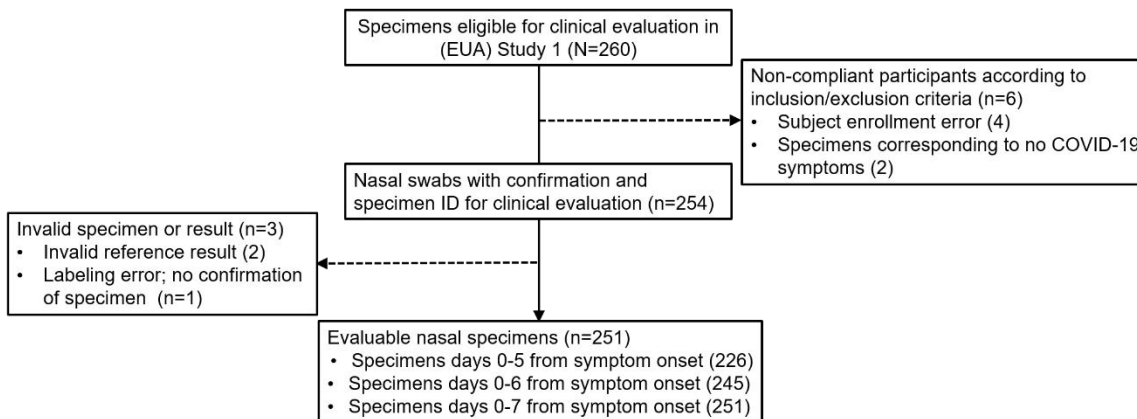 Specimens eligible for clinical evaluation in
(EUA) Study 1 (N=260)
Non-compliant participants according to
inclusion/exclusion criteria (n=6)
• Subject enrollment error (4)
• Specimens corresponding to no COVID-19
symptoms (2)
Nasal swabs with confirmation and
specimen ID for clinical evaluation (n=254)
Invalid specimen or result (n=3)
• Invalid reference result (2)
• Labeling error; no confirmation
of specimen (n=1)
Evaluable nasal specimens (n=251)
• Specimens days 0-5 from symptom onset (226)
• Specimens days 0-6 from symptom onset (245)
• Specimens days 0-7 from symptom onset (251)